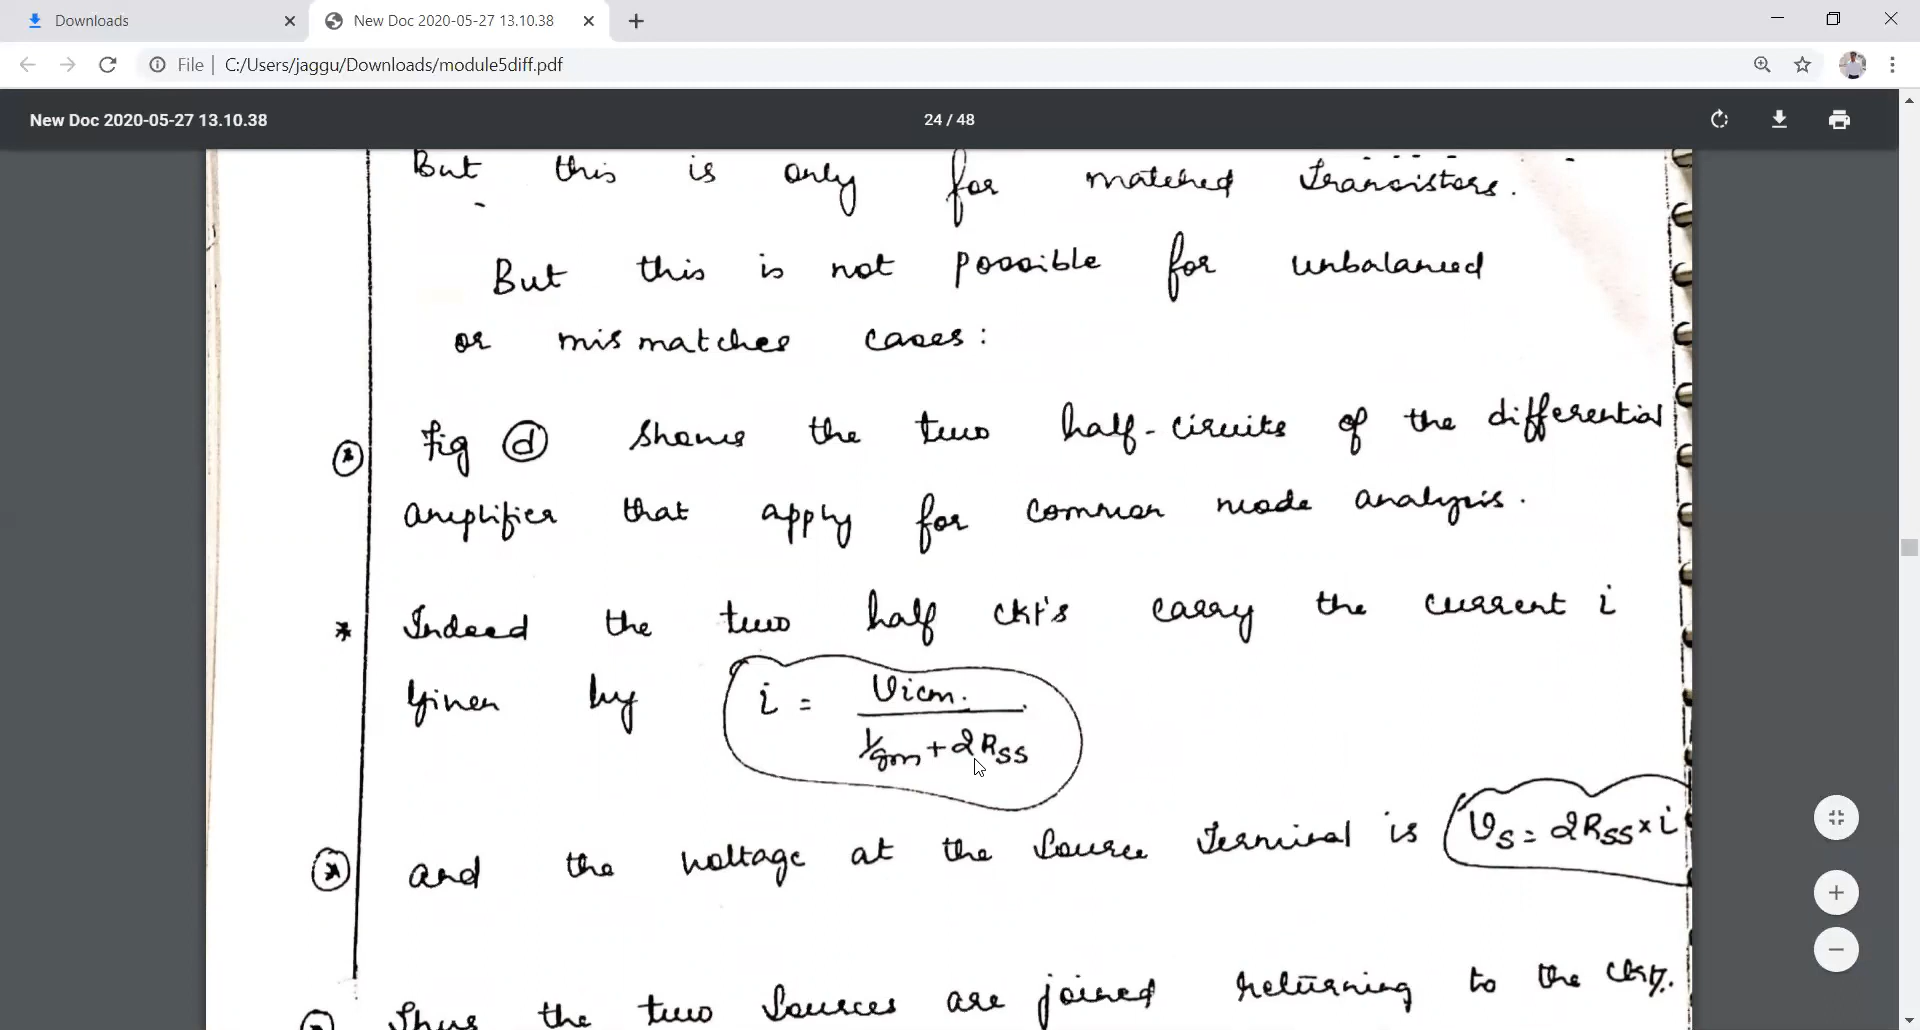 Downloads
New Doc 2020-05-27 13.10.38
File | C:/Users/jaggu/Downloads/module5diff.pdf
New Doc 2020-05-27 13.10.38
24 / 48
But this is only for matched Transistors.
But this is not possible for unbalanced
or mismatches cases:
* fig d shows the two half-circuits of the differential
amplifier that apply for common mode analysis.
* Indeed the two half ckt's carry the current i
given by i = Vicm. / 1/gm + 2RSS
* and the voltage at the source Terminal is VS = 2RSS × i
Thus the two sources are joined returning to the ckt.